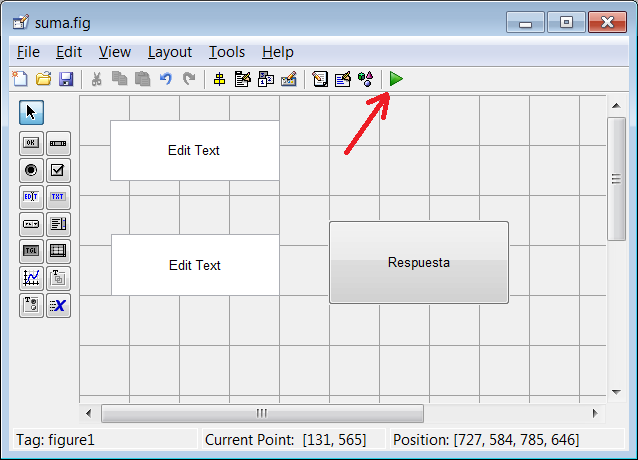 suma.fig
File Edit View Layout Tools Help
OK
Edit Text
EDIT TXT
TGL
Edit Text
Respuesta
Tag: figure1 Current Point: [131, 565] Position: [727, 584, 785, 646]